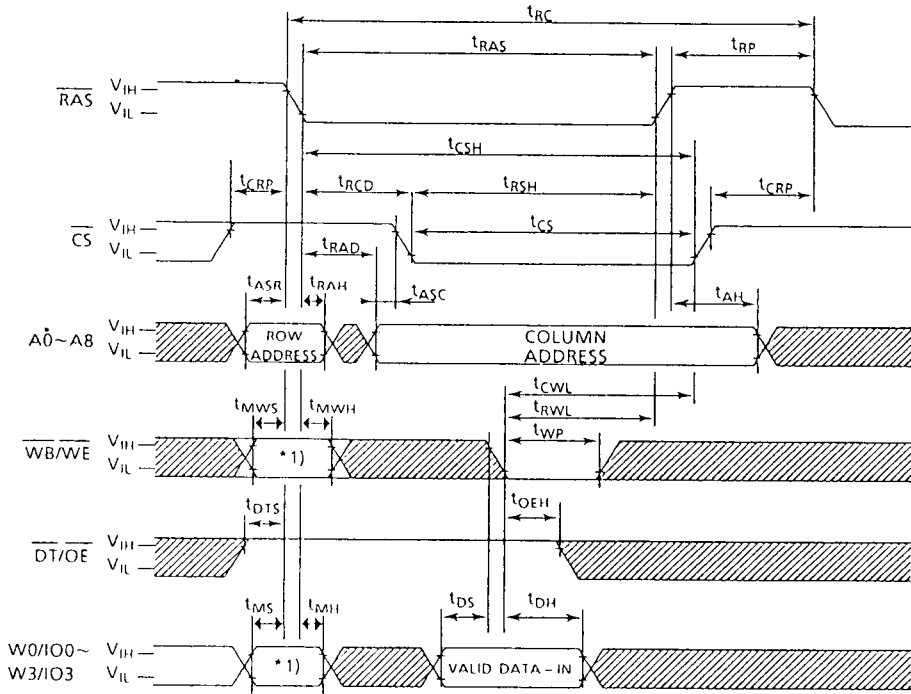 tRC
tRAS
tRP
RAS
VIH
VIL
tCSH
tCRP
tRCD
tRSH
tCRP
CS
VIH
VIL
tCS
tRAD
tASR
tRAH
tASC
tAH
A0~A8
VIH
VIL
ROW
ADDRESS
COLUMN
ADDRESS
tCWL
tMWS
tMWH
tRWL
tWP
WB/WE
VIH
VIL
*1)
tDTS
tOEH
DT/OE
VIH
VIL
tMS
tMH
tDS
tDH
W0/IO0~
W3/IO3
VIH
VIL
*1)
VALID DATA-IN